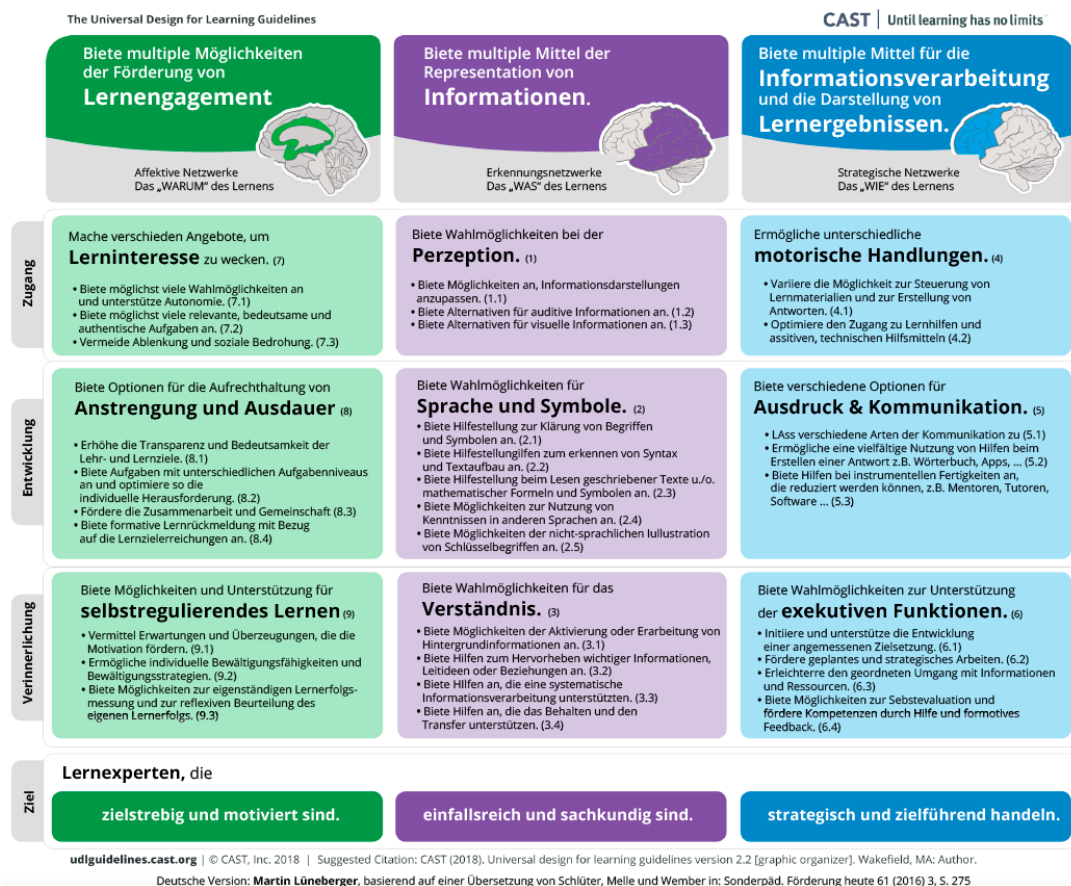 The Universal Design for Learning Guidelines
CAST | Until learning has no limits
Biete multiple Möglichkeiten
der Förderung von
Lernengagement
Affektive Netzwerke
Das „WARUM" des Lernens
Biete multiple Mittel der
Representation von
Informationen.
Erkennungsnetzwerke
Das „WAS" des Lernens
Biete multiple Mittel für die
Informationsverarbeitung
und die Darstellung von
Lernergebnissen.
Strategische Netzwerke
Das „WIE" des Lernens
Zugang
Mache verschieden Angebote, um
Lerninteresse zu wecken. (7)
• Biete möglichst viele Wahlmöglichkeiten an
und unterstütze Autonomie. (7.1)
• Biete möglichst viele relevante, bedeutsame und
authentische Aufgaben an. (7.2)
• Vermeide Ablenkung und soziale Bedrohung. (7.3)
Biete Wahlmöglichkeiten bei der
Perzeption. (1)
• Biete Möglichkeiten an, Informationsdarstellungen
anzupassen. (1.1)
• Biete Alternativen für auditive Informationen an. (1.2)
• Biete Alternativen für visuelle Informationen an. (1.3)
Ermögliche unterschiedliche
motorische Handlungen. (4)
• Variiere die Möglichkeit zur Steuerung von
Lernmaterialien und zur Erstellung von
Antworten. (4.1)
• Optimiere den Zugang zu Lernhilfen und
assitiven, technischen Hilfsmitteln (4.2)
Entwicklung
Biete Optionen für die Aufrechthaltung von
Anstrengung und Ausdauer (8)
• Erhöhe die Transparenz und Bedeutsamkeit der
Lehr- und Lernziele. (8.1)
• Biete Aufgaben mit unterschiedlichen Aufgabenniveaus
an und optimiere so die
individuelle Herausforderung. (8.2)
• Fördere die Zusammenarbeit und Gemeinschaft (8.3)
• Biete formative Lernrückmeldung mit Bezug
auf die Lernzielerreichungen an. (8.4)
Biete Wahlmöglichkeiten für
Sprache und Symbole. (2)
• Biete Hilfestellung zur Klärung von Begriffen
und Symbolen an. (2.1)
• Biete Hilfestellungilfen zum erkennen von Syntax
und Textaufbau an. (2.2)
• Biete Hilfestellung beim Lesen geschriebener Texte u./o.
mathematischer Formeln und Symbolen an. (2.3)
• Biete Möglichkeiten zur Nutzung von
Kenntnissen in anderen Sprachen an. (2.4)
• Biete Möglichkeiten der nicht-sprachlichen Iullustration
von Schlüsselbegriffen an. (2.5)
Biete verschiedene Optionen für
Ausdruck & Kommunikation. (5)
• LAss verschiedene Arten der Kommunikation zu (5.1)
• Ermögliche eine vielfältige Nutzung von Hilfen beim
Erstellen einer Antwort z.B. Wörterbuch, Apps, ... (5.2)
• Biete Hilfen bei instrumentellen Fertigkeiten an,
die reduziert werden können, z.B. Mentoren, Tutoren,
Software ... (5.3)
Verinnerlichung
Biete Möglichkeiten und Unterstützung für
selbstregulierendes Lernen (9)
• Vermittel Erwartungen und Überzeugungen, die die
Motivation fördern. (9.1)
• Ermögliche individuelle Bewältigungsfähigkeiten und
Bewältigungsstrategien. (9.2)
• Biete Möglichkeiten zur eigenständigen Lernerfolgs-
messung und zur reflexiven Beurteilung des
eigenen Lernerfolgs. (9.3)
Biete Wahlmöglichkeiten für das
Verständnis. (3)
• Biete Möglichkeiten der Aktivierung oder Erarbeitung von
Hintergrundinformationen an. (3.1)
• Biete Hilfen zum Hervorheben wichtiger Informationen,
Leitideen oder Beziehungen an. (3.2)
• Biete HIlfen an, die eine systematische
Informationsverarbeitung unterstützten. (3.3)
• Biete Hilfen an, die das Behalten und den
Transfer unterstützen. (3.4)
Biete Wahlmöglichkeiten zur Unterstützung
der exekutiven Funktionen. (6)
• Initiiere und unterstütze die Entwicklung
einer angemessenen Zielsetzung. (6.1)
• Fördere geplantes und strategisches Arbeiten. (6.2)
• Erleichterre den geordneten Umgang mit Informationen
und Ressourcen. (6.3)
• Biete Möglichkeiten zur Sebstevaluation und
fördere Kompetenzen durch Hilfe und formotives
Feedback. (6.4)
Ziel
Lernexperten, die
zielstrebig und motiviert sind.
einfallsreich und sachkundig sind.
strategisch und zielführend handeln.
udlguidelines.cast.org | © CAST, Inc. 2018 | Suggested Citation: CAST (2018). Universal design for learning guidelines version 2.2 [graphic organizer]. Wakefield, MA: Author.
Deutsche Version: Martin Lüneberger, basierend auf einer Übersetzung von Schlüter, Melle und Wember in: Sonderpäd. Förderung heute 61 (2016) 3, S. 275